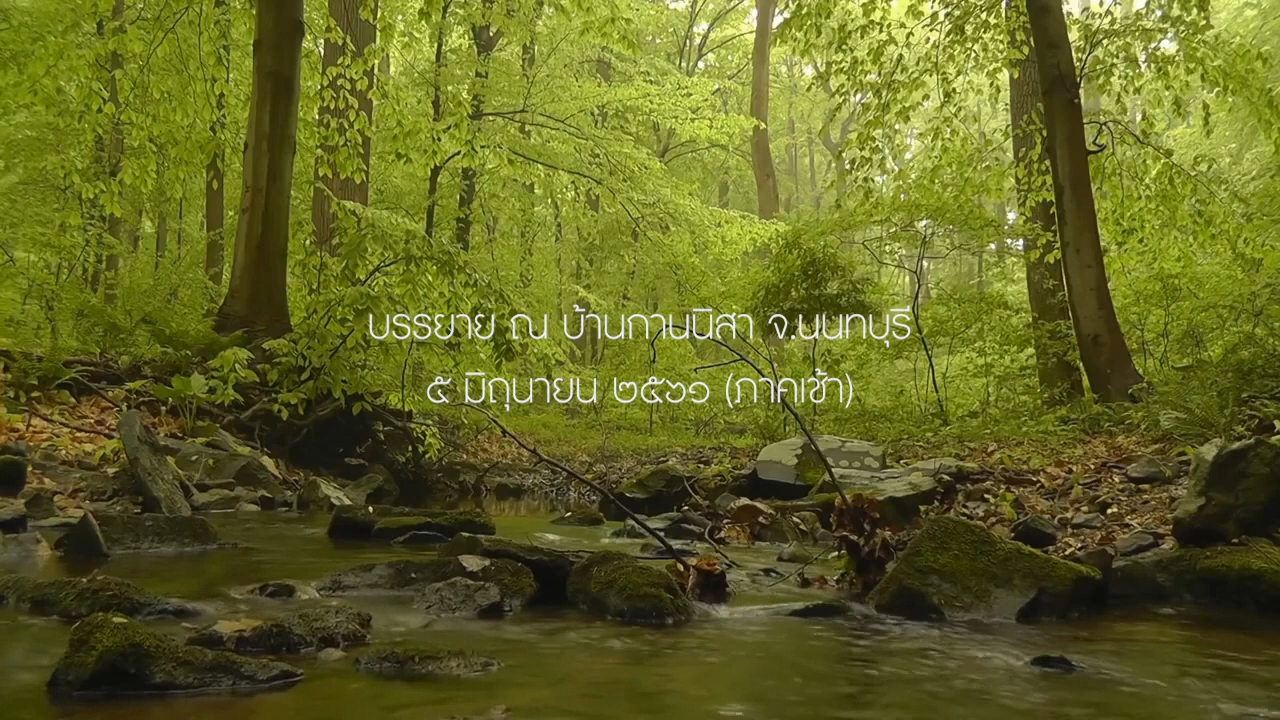 บรรยาย ณ บ้านกานนิสา จ.นนทบุรี
๕ มิถุนายน ๒๕๖๑ (ภาคเช้า)